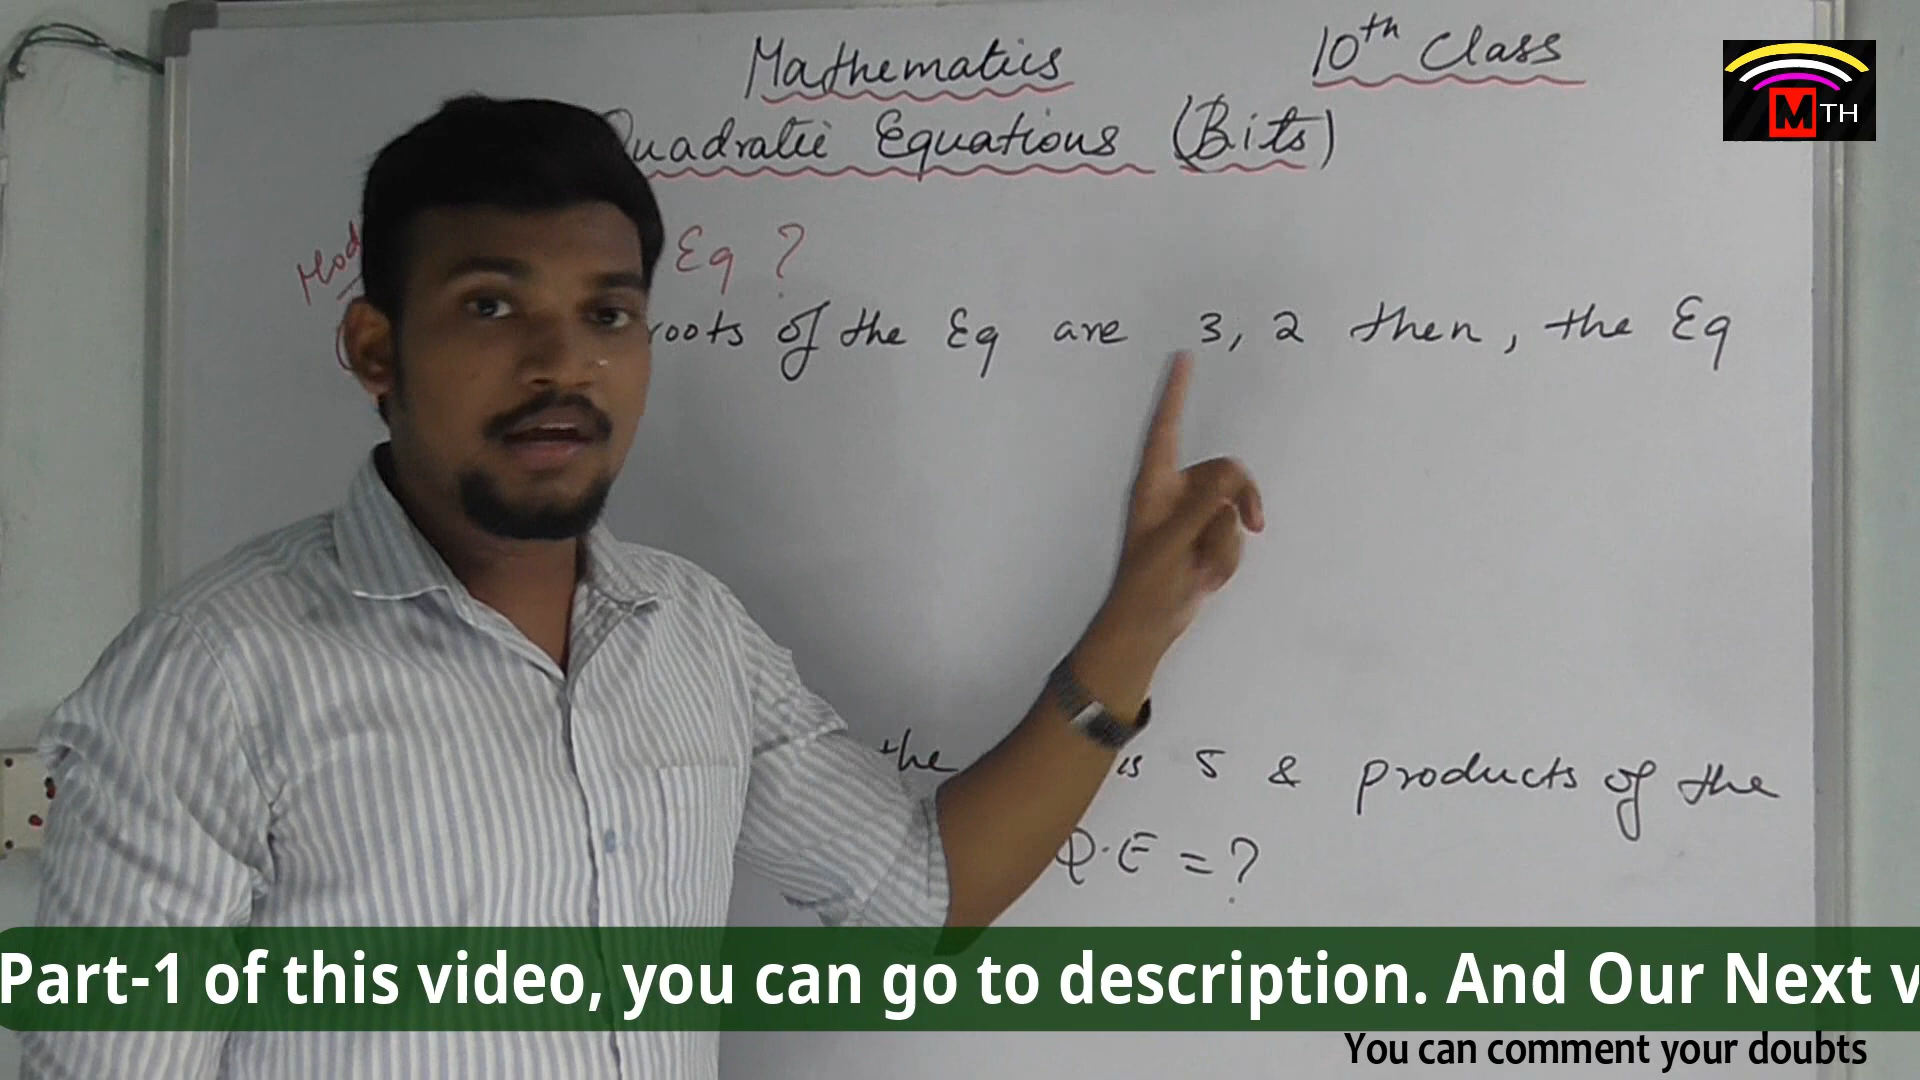 Mathematics 10th Class
MTH
Quadratic Equations (Bits)
Eq ?
roots of the Eq are 3, 2 then, the Eq
the is 5 & products of the
Q.E = ?
Part-1 of this video, you can go to description. And Our Next v
You can comment your doubts